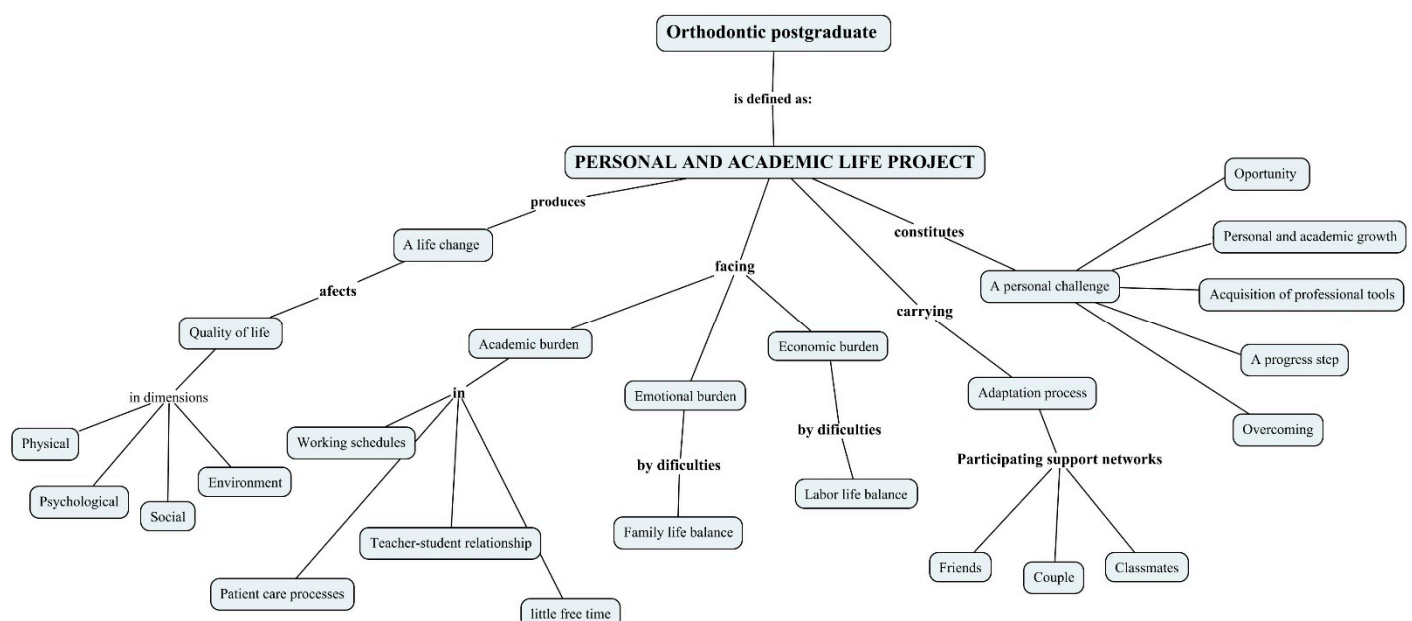 Orthodontic postgraduate
is defined as:
PERSONAL AND ACADEMIC LIFE PROJECT
produces
A life change
afects
Quality of life
in dimensions
Physical
Psychological
Social
Environment
facing
Academic burden
in
Working schedules
Patient care processes
Teacher-student relationship
little free time
Emotional burden
by dificulties
Family life balance
Economic burden
by dificulties
Labor life balance
carrying
Adaptation process
Participating support networks
Friends
Couple
Classmates
constitutes
A personal challenge
Oportunity
Personal and academic growth
Acquisition of professional tools
A progress step
Overcoming